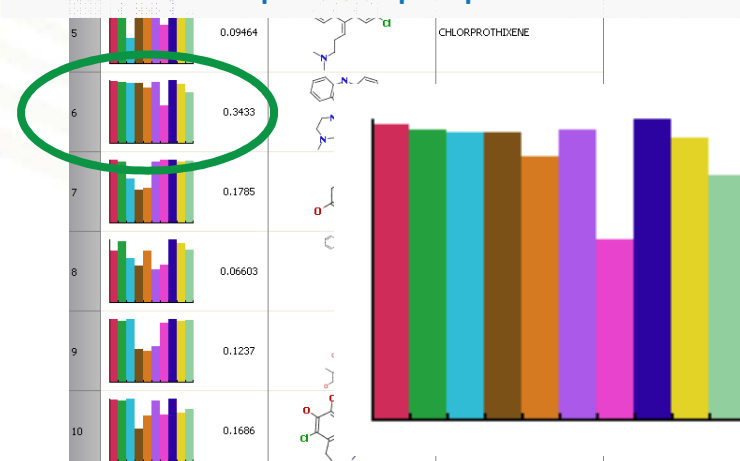 5 0.09464 Cl CHLORPROTHIXENE
N
N
6 0.3433 N
N
7 0.1785
O
8 0.06603
9 0.1237
O
O
10 0.1686
Cl